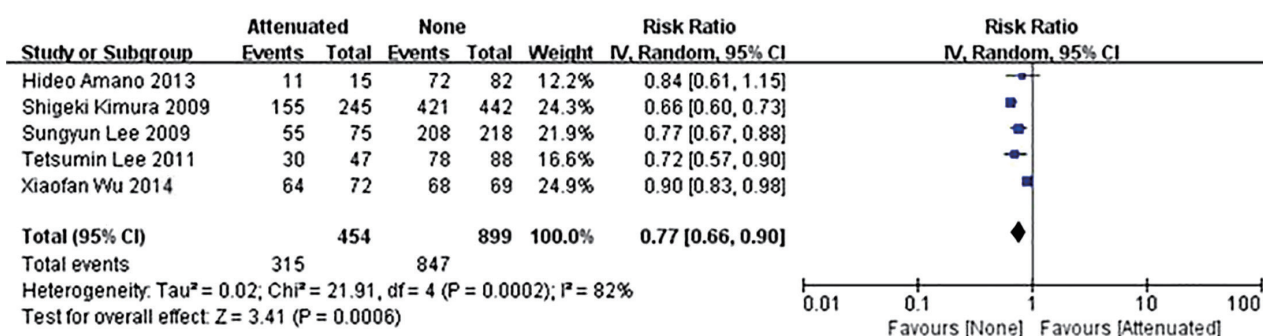 Attenuated None Risk Ratio Risk Ratio
Study or Subgroup Events Total Events Total Weight IV, Random, 95% CI IV, Random, 95% CI
Hideo Amano 2013 11 15 72 82 12.2% 0.84 [0.61, 1.15]
Shigeki Kimura 2009 155 245 421 442 24.3% 0.66 [0.60, 0.73]
Sungyun Lee 2009 55 75 208 218 21.9% 0.77 [0.67, 0.88]
Tetsumin Lee 2011 30 47 78 88 16.6% 0.72 [0.57, 0.90]
Xiaofan Wu 2014 64 72 68 69 24.9% 0.90 [0.83, 0.98]
Total (95% CI) 454 899 100.0% 0.77 [0.66, 0.90]
Total events 315 847
Heterogeneity: Tau² = 0.02; Chi² = 21.91, df = 4 (P = 0.0002); I² = 82%
Test for overall effect: Z = 3.41 (P = 0.0006)
0.01 0.1 1 10 100
Favours [None] Favours [Attenuated]